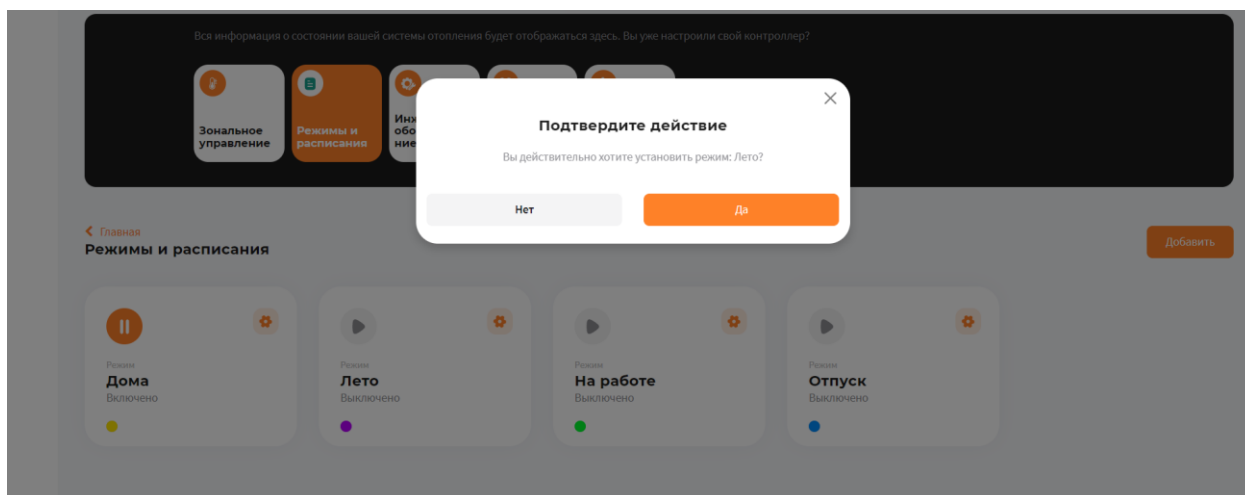 Вся информация о состоянии вашей системы отопления будет отображаться здесь. Вы уже настроили свой контроллер?
Зональное
управление
Режимы и
расписания
Подтвердите действие
Вы действительно хотите установить режим: Лето?
Нет
Да
Главная
Режимы и расписания
Добавить
Режим
Дома
Включено
Режим
Лето
Выключено
Режим
На работе
Выключено
Режим
Отпуск
Выключено